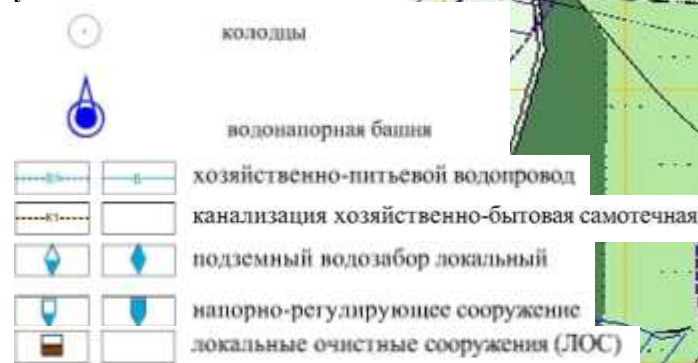 колодцы
водонапорная башня
хозяйственно-питьевой водопровод
канализация хозяйственно-бытовая самотечная
подземный водозабор локальный
напорно-регулирующее сооружение
локальные очистные сооружения (ЛОС)